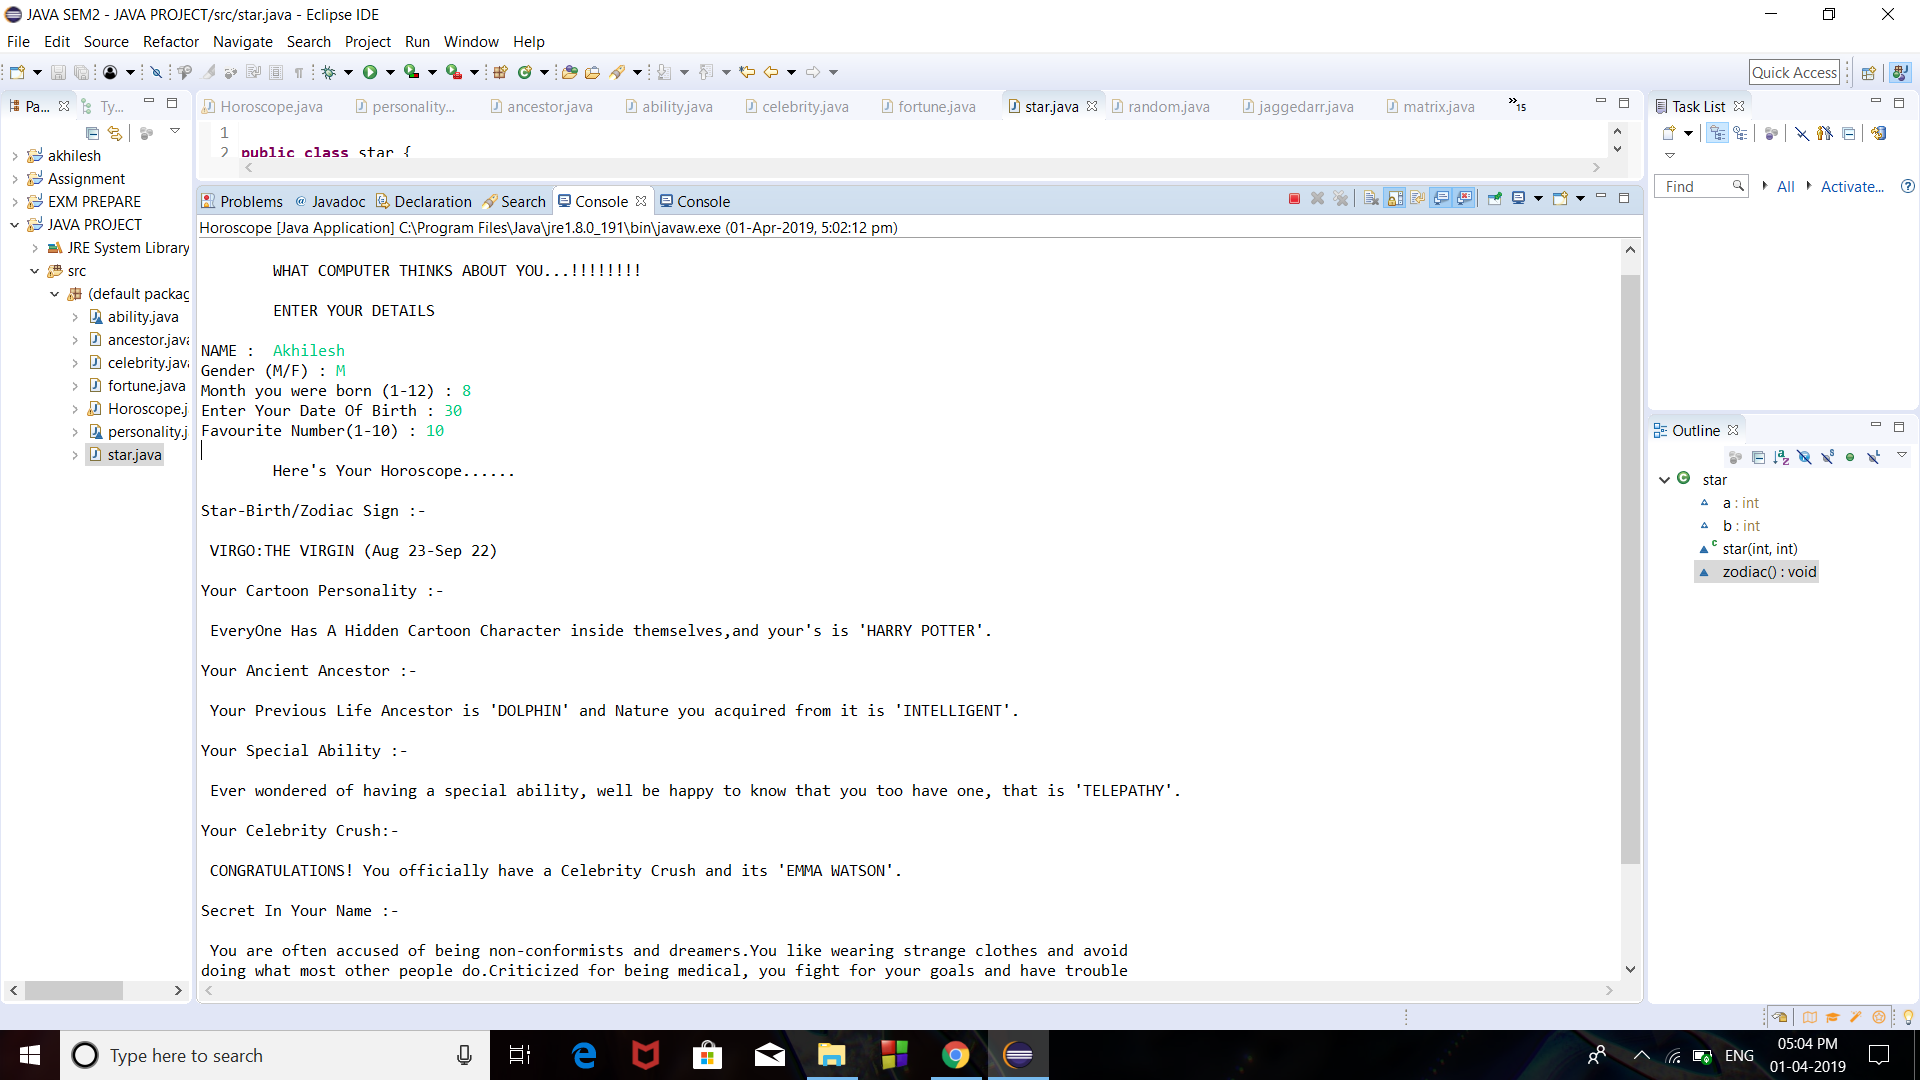 JAVA SEM2 - JAVA PROJECT/src/star.java - Eclipse IDE
File Edit Source Refactor Navigate Search Project Run Window Help
Quick Access
Pa... Ty...
Horoscope.java personality... ancestor.java ability.java celebrity.java fortune.java star.java random.java jaggedarr.java matrix.java »15
Task List
1
2 public class star {
akhilesh
Assignment
EXM PREPARE
JAVA PROJECT
JRE System Library
src
(default packag
ability.java
ancestor.java
celebrity.java
fortune.java
Horoscope.j
personality.j
star.java
Find All Activate...
Problems @ Javadoc Declaration Search Console Console
Horoscope [Java Application] C:\Program Files\Java\jre1.8.0_191\bin\javaw.exe (01-Apr-2019, 5:02:12 pm)
WHAT COMPUTER THINKS ABOUT YOU...!!!!!!!!
ENTER YOUR DETAILS
NAME : Akhilesh
Gender (M/F) : M
Month you were born (1-12) : 8
Enter Your Date Of Birth : 30
Favourite Number(1-10) : 10
Here's Your Horoscope......
Star-Birth/Zodiac Sign :-
VIRGO:THE VIRGIN (Aug 23-Sep 22)
Your Cartoon Personality :-
EveryOne Has A Hidden Cartoon Character inside themselves,and your's is 'HARRY POTTER'.
Your Ancient Ancestor :-
Your Previous Life Ancestor is 'DOLPHIN' and Nature you acquired from it is 'INTELLIGENT'.
Your Special Ability :-
Ever wondered of having a special ability, well be happy to know that you too have one, that is 'TELEPATHY'.
Your Celebrity Crush:-
CONGRATULATIONS! You officially have a Celebrity Crush and its 'EMMA WATSON'.
Secret In Your Name :-
You are often accused of being non-conformists and dreamers.You like wearing strange clothes and avoid
doing what most other people do.Criticized for being medical, you fight for your goals and have trouble
Outline
star
a : int
b : int
star(int, int)
zodiac() : void
Type here to search
ENG
05:04 PM
01-04-2019